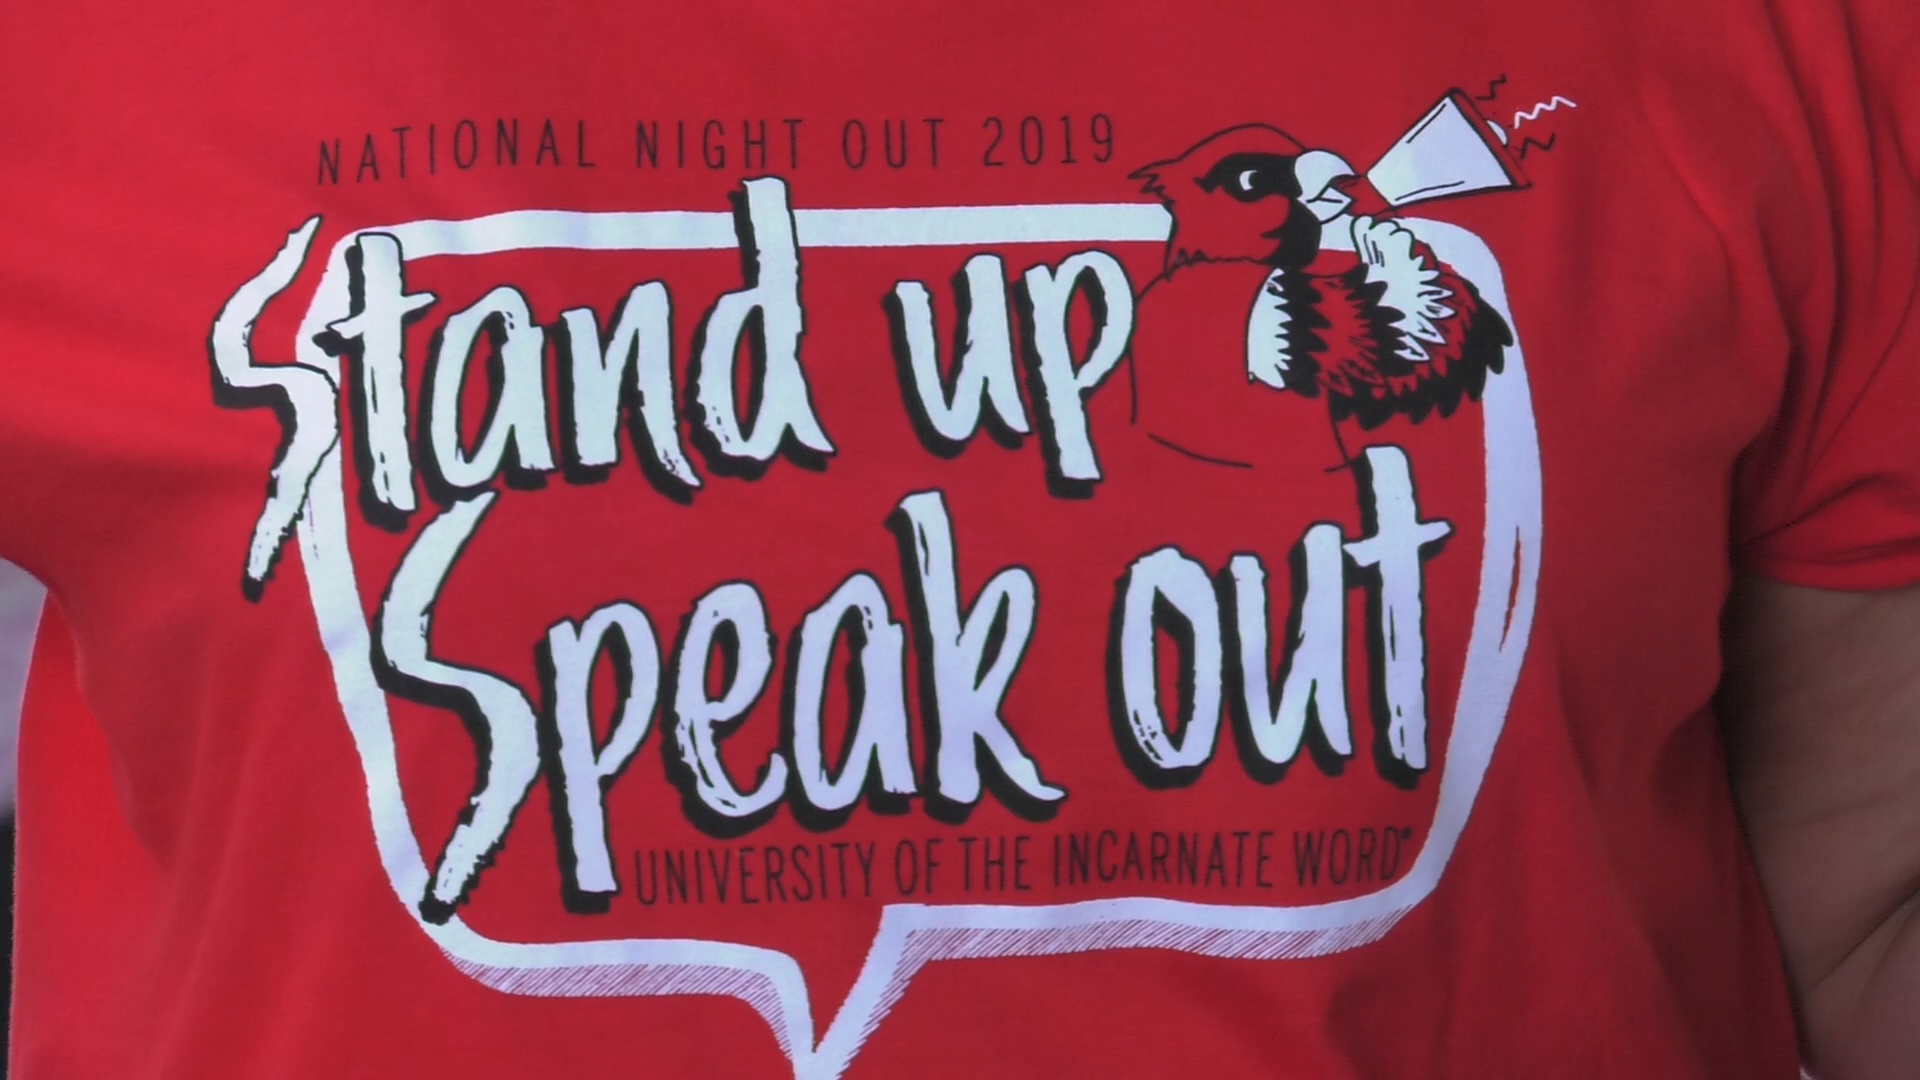 NATIONAL NIGHT OUT 2019
Stand up
Speak out
UNIVERSITY OF THE INCARNATE WORD®